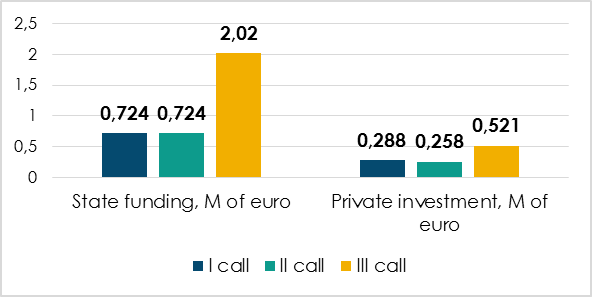 2,5
2
1,5
1
0,5
0
0,724
0,724
2,02
0,288
0,258
0,521
State funding, M of euro
Private investment, M of
euro
I call
II call
III call